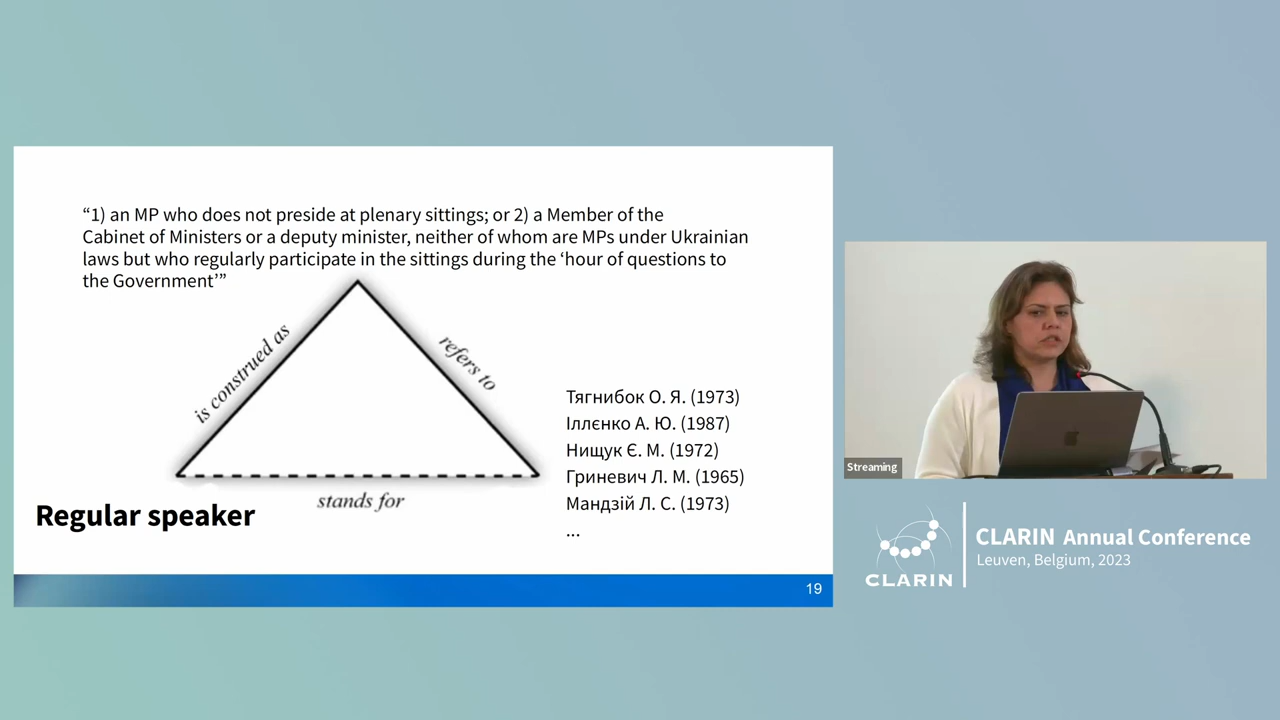 “1) an MP who does not preside at plenary sittings; or 2) a Member of the
Cabinet of Ministers or a deputy minister, neither of whom are MPs under Ukrainian
laws but who regularly participate in the sittings during the ‘hour of questions to
the Government’”
is construed as
refers to
Тягнибок О. Я. (1973)
Іллєнко А. Ю. (1987)
Нищук Є. М. (1972)
Гриневич Л. М. (1965)
Мандзій Л. С. (1973)
...
stands for
Regular speaker
19
Streaming
CLARIN
CLARIN Annual Conference
Leuven, Belgium, 2023